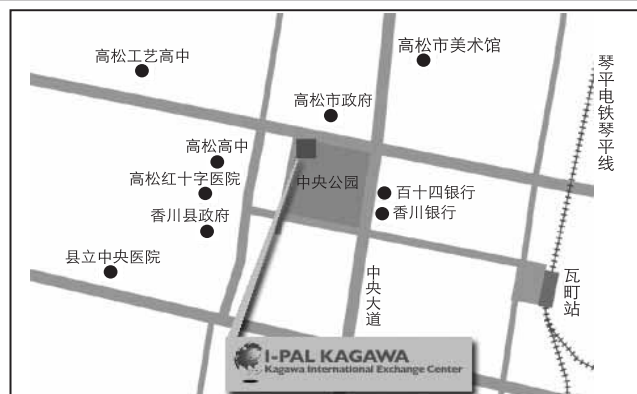 高松市美术馆
高松工艺高中
琴平电铁琴平线
高松市政府
高松高中
高松红十字医院
中央公园
百十四银行
香川县政府
香川银行
县立中央医院
中央大道
瓦町站
I-PAL KAGAWA
Kagawa International Exchange Center